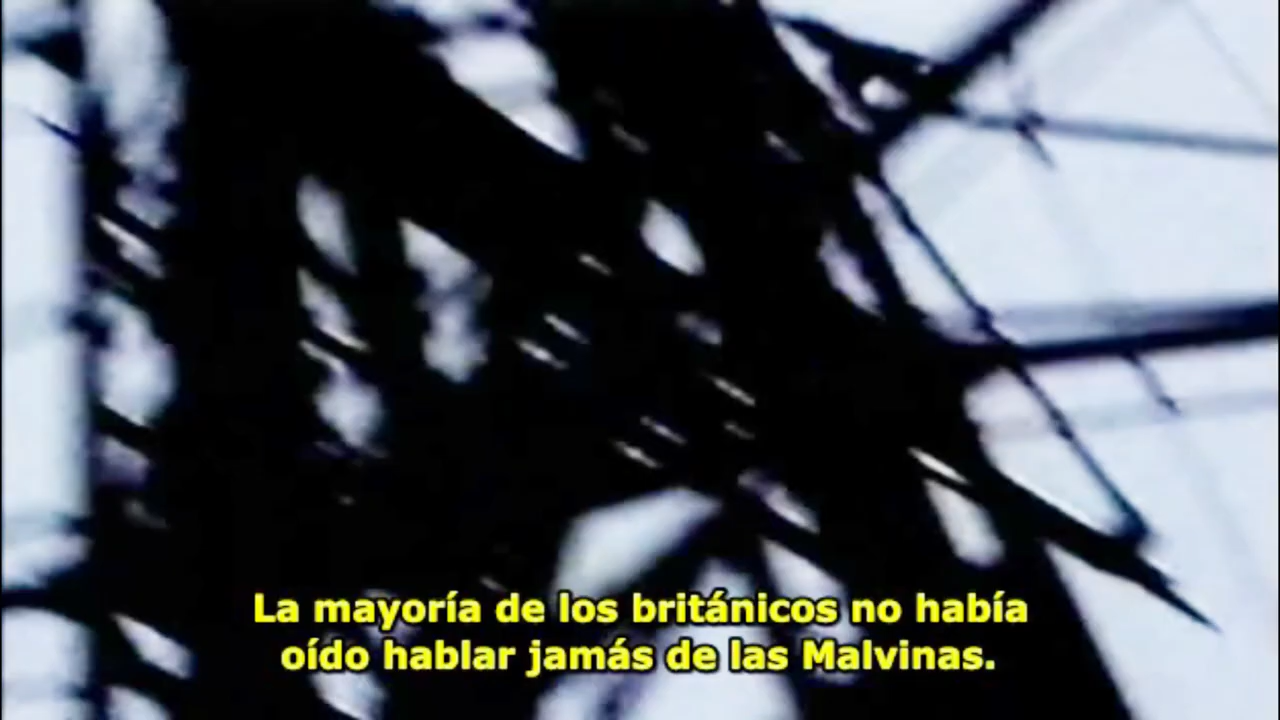 La mayoría de los británicos no había
oído hablar jamás de las Malvinas.